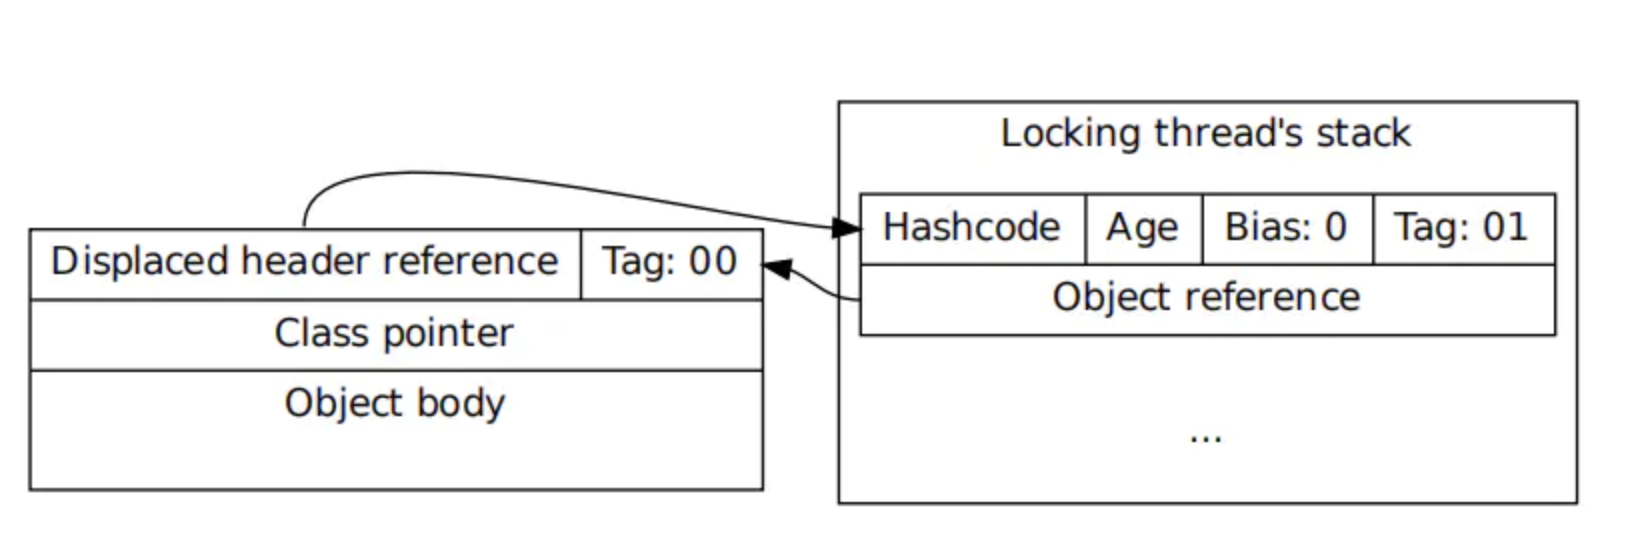 Locking thread's stack
Displaced header reference
Tag: 00
Class pointer
Object body
Hashcode
Age
Bias: 0
Tag: 01
Object reference
...